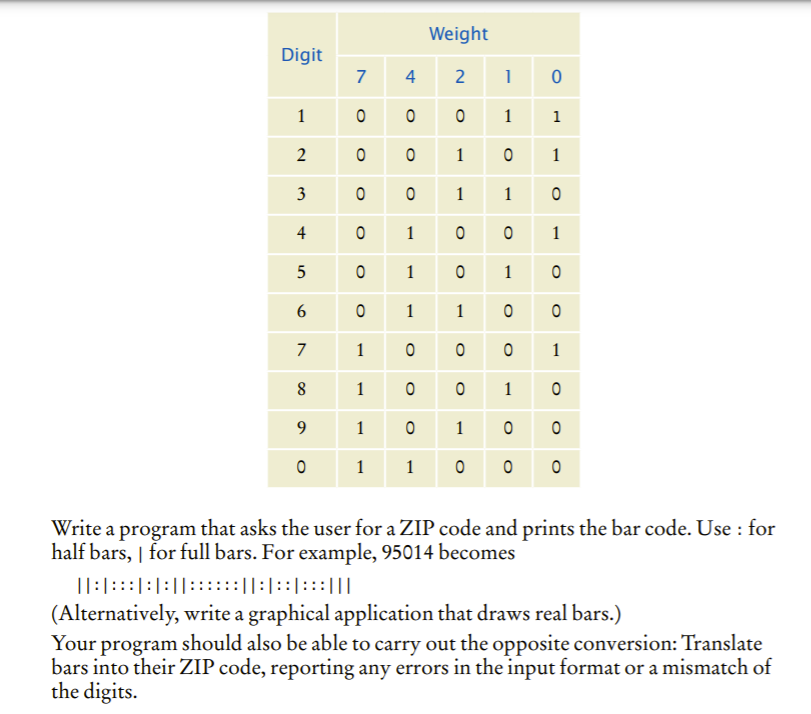 Weight
Digit
7 4 2 1 0
1 0 0 0 1 1
2 0 0 1 0 1
3 0 0 1 1 0
4 0 1 0 0 1
5 0 1 0 1 0
6 0 1 1 0 0
7 1 0 0 0 1
8 1 0 0 1 0
9 1 0 1 0 0
0 1 1 0 0 0
Write a program that asks the user for a ZIP code and prints the bar code. Use : for
half bars, | for full bars. For example, 95014 becomes
||:|:::|:|:||::::::||:|::|:::|||
(Alternatively, write a graphical application that draws real bars.)
Your program should also be able to carry out the opposite conversion: Translate
bars into their ZIP code, reporting any errors in the input format or a mismatch of
the digits.